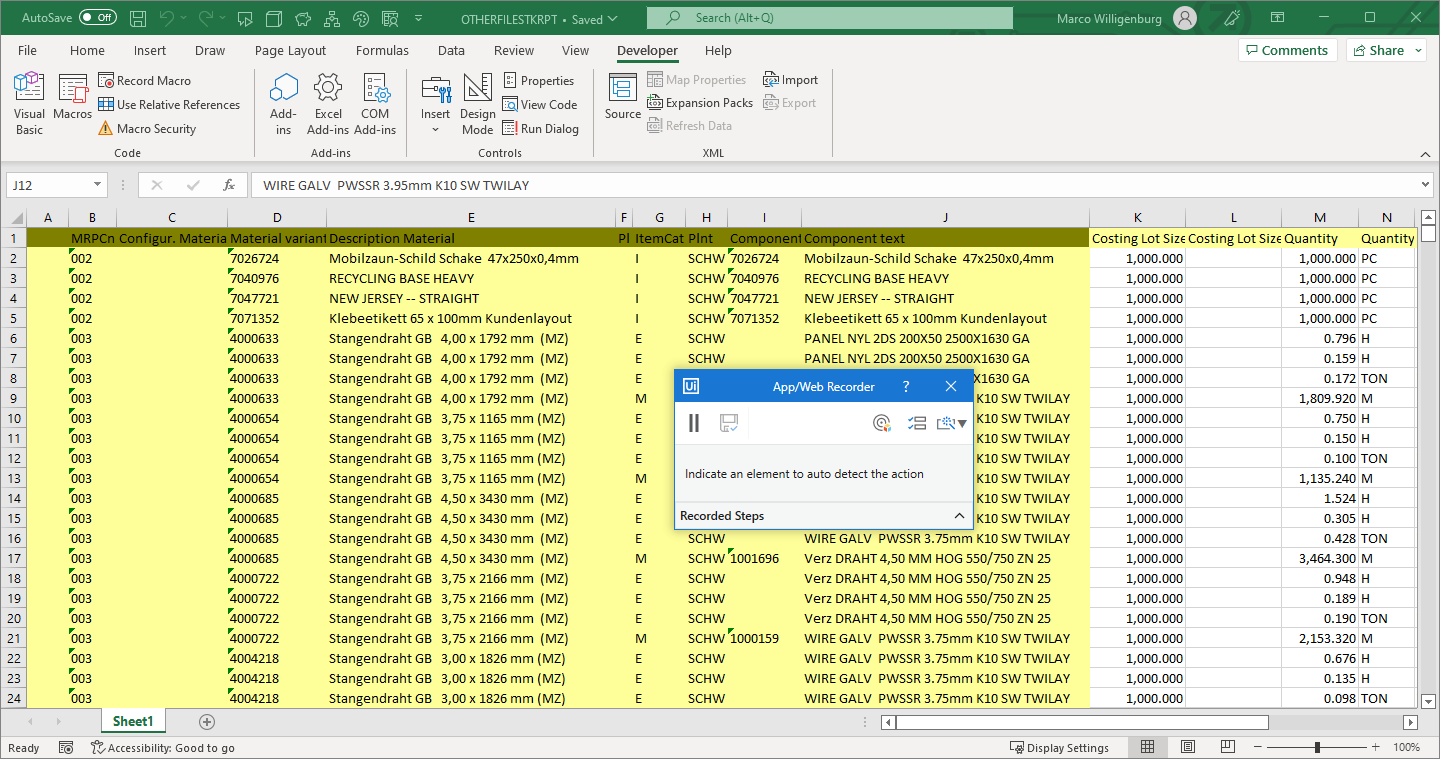 AutoSave Off OTHERFILESTKRPT • Saved Search (Alt+Q) Marco Willigenburg
File Home Insert Draw Page Layout Formulas Data Review View Developer Help Comments Share
Visual Basic
Macros
Record Macro
Use Relative References
Macro Security
Code
Add-ins
Excel Add-ins
COM Add-ins
Add-ins
Insert
Design Mode
Properties
View Code
Run Dialog
Controls
Source
Map Properties
Expansion Packs
Refresh Data
Import
Export
XML
J12 fx WIRE GALV PWSSR 3.95mm K10 SW TWILAY
A B C D E F G H I J K L M N
1 MRPCn Configur. Materia Material variant Description Material Pl ItemCat Plnt Component Component text Costing Lot Size Costing Lot Size Quantity Quantity
2 002 7026724 Mobilzaun-Schild Schake 47x250x0,4mm I SCHW 7026724 Mobilzaun-Schild Schake 47x250x0,4mm 1,000.000 1,000.000 PC
3 002 7040976 RECYCLING BASE HEAVY I SCHW 7040976 RECYCLING BASE HEAVY 1,000.000 1,000.000 PC
4 002 7047721 NEW JERSEY -- STRAIGHT I SCHW 7047721 NEW JERSEY -- STRAIGHT 1,000.000 1,000.000 PC
5 002 7071352 Klebeetikett 65 x 100mm Kundenlayout I SCHW 7071352 Klebeetikett 65 x 100mm Kundenlayout 1,000.000 1,000.000 PC
6 003 4000633 Stangendraht GB 4,00 x 1792 mm (MZ) E SCHW PANEL NYL 2DS 200X50 2500X1630 GA 1,000.000 0.796 H
7 003 4000633 Stangendraht GB 4,00 x 1792 mm (MZ) E SCHW PANEL NYL 2DS 200X50 2500X1630 GA 1,000.000 0.159 H
8 003 4000633 Stangendraht GB 4,00 x 1792 mm (MZ) E X1630 GA 1,000.000 0.172 TON
9 003 4000633 Stangendraht GB 4,00 x 1792 mm (MZ) M K10 SW TWILAY 1,000.000 1,809.920 M
10 003 4000654 Stangendraht GB 3,75 x 1165 mm (MZ) E K10 SW TWILAY 1,000.000 0.750 H
11 003 4000654 Stangendraht GB 3,75 x 1165 mm (MZ) E K10 SW TWILAY 1,000.000 0.150 H
12 003 4000654 Stangendraht GB 3,75 x 1165 mm (MZ) E K10 SW TWILAY 1,000.000 0.100 TON
13 003 4000654 Stangendraht GB 3,75 x 1165 mm (MZ) M K10 SW TWILAY 1,000.000 1,135.240 M
14 003 4000685 Stangendraht GB 4,50 x 3430 mm (MZ) E K10 SW TWILAY 1,000.000 1.524 H
15 003 4000685 Stangendraht GB 4,50 x 3430 mm (MZ) E K10 SW TWILAY 1,000.000 0.305 H
16 003 4000685 Stangendraht GB 4,50 x 3430 mm (MZ) E SCHW WIRE GALV PWSSR 3.75mm K10 SW TWILAY 1,000.000 0.428 TON
17 003 4000685 Stangendraht GB 4,50 x 3430 mm (MZ) M SCHW 1001696 Verz DRAHT 4,50 MM HOG 550/750 ZN 25 1,000.000 3,464.300 M
18 003 4000722 Stangendraht GB 3,75 x 2166 mm (MZ) E SCHW Verz DRAHT 4,50 MM HOG 550/750 ZN 25 1,000.000 0.948 H
19 003 4000722 Stangendraht GB 3,75 x 2166 mm (MZ) E SCHW Verz DRAHT 4,50 MM HOG 550/750 ZN 25 1,000.000 0.189 H
20 003 4000722 Stangendraht GB 3,75 x 2166 mm (MZ) E SCHW Verz DRAHT 4,50 MM HOG 550/750 ZN 25 1,000.000 0.190 TON
21 003 4000722 Stangendraht GB 3,75 x 2166 mm (MZ) M SCHW 1000159 WIRE GALV PWSSR 3.75mm K10 SW TWILAY 1,000.000 2,153.320 M
22 003 4004218 Stangendraht GB 3,00 x 1826 mm (MZ) E SCHW WIRE GALV PWSSR 3.75mm K10 SW TWILAY 1,000.000 0.676 H
23 003 4004218 Stangendraht GB 3,00 x 1826 mm (MZ) E SCHW WIRE GALV PWSSR 3.75mm K10 SW TWILAY 1,000.000 0.135 H
24 003 4004218 Stangendraht GB 3,00 x 1826 mm (MZ) E SCHW WIRE GALV PWSSR 3.75mm K10 SW TWILAY 1,000.000 0.098 TON
Ui App/Web Recorder ?
Indicate an element to auto detect the action
Recorded Steps
Sheet1
Ready Accessibility: Good to go Display Settings 100%